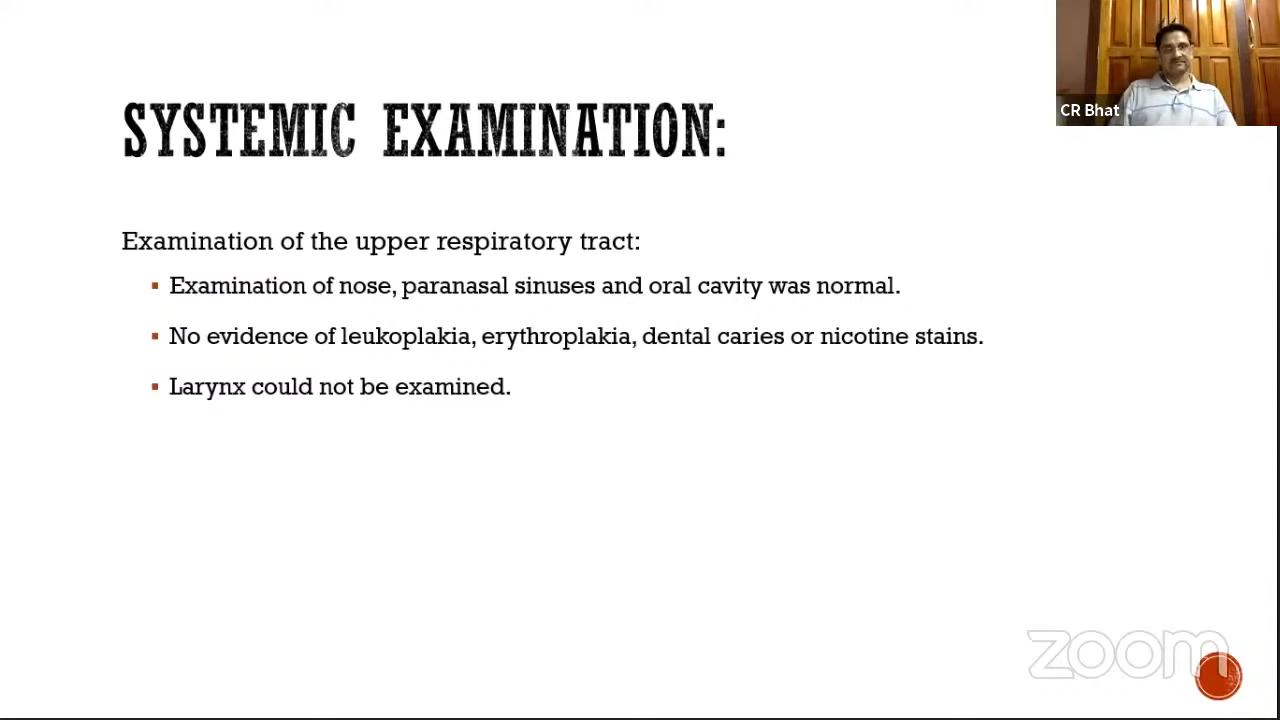 CR Bhat
SYSTEMIC EXAMINATION:
Examination of the upper respiratory tract:
▪ Examination of nose, paranasal sinuses and oral cavity was normal.
▪ No evidence of leukoplakia, erythroplakia, dental caries or nicotine stains.
▪ Larynx could not be examined.
zoom